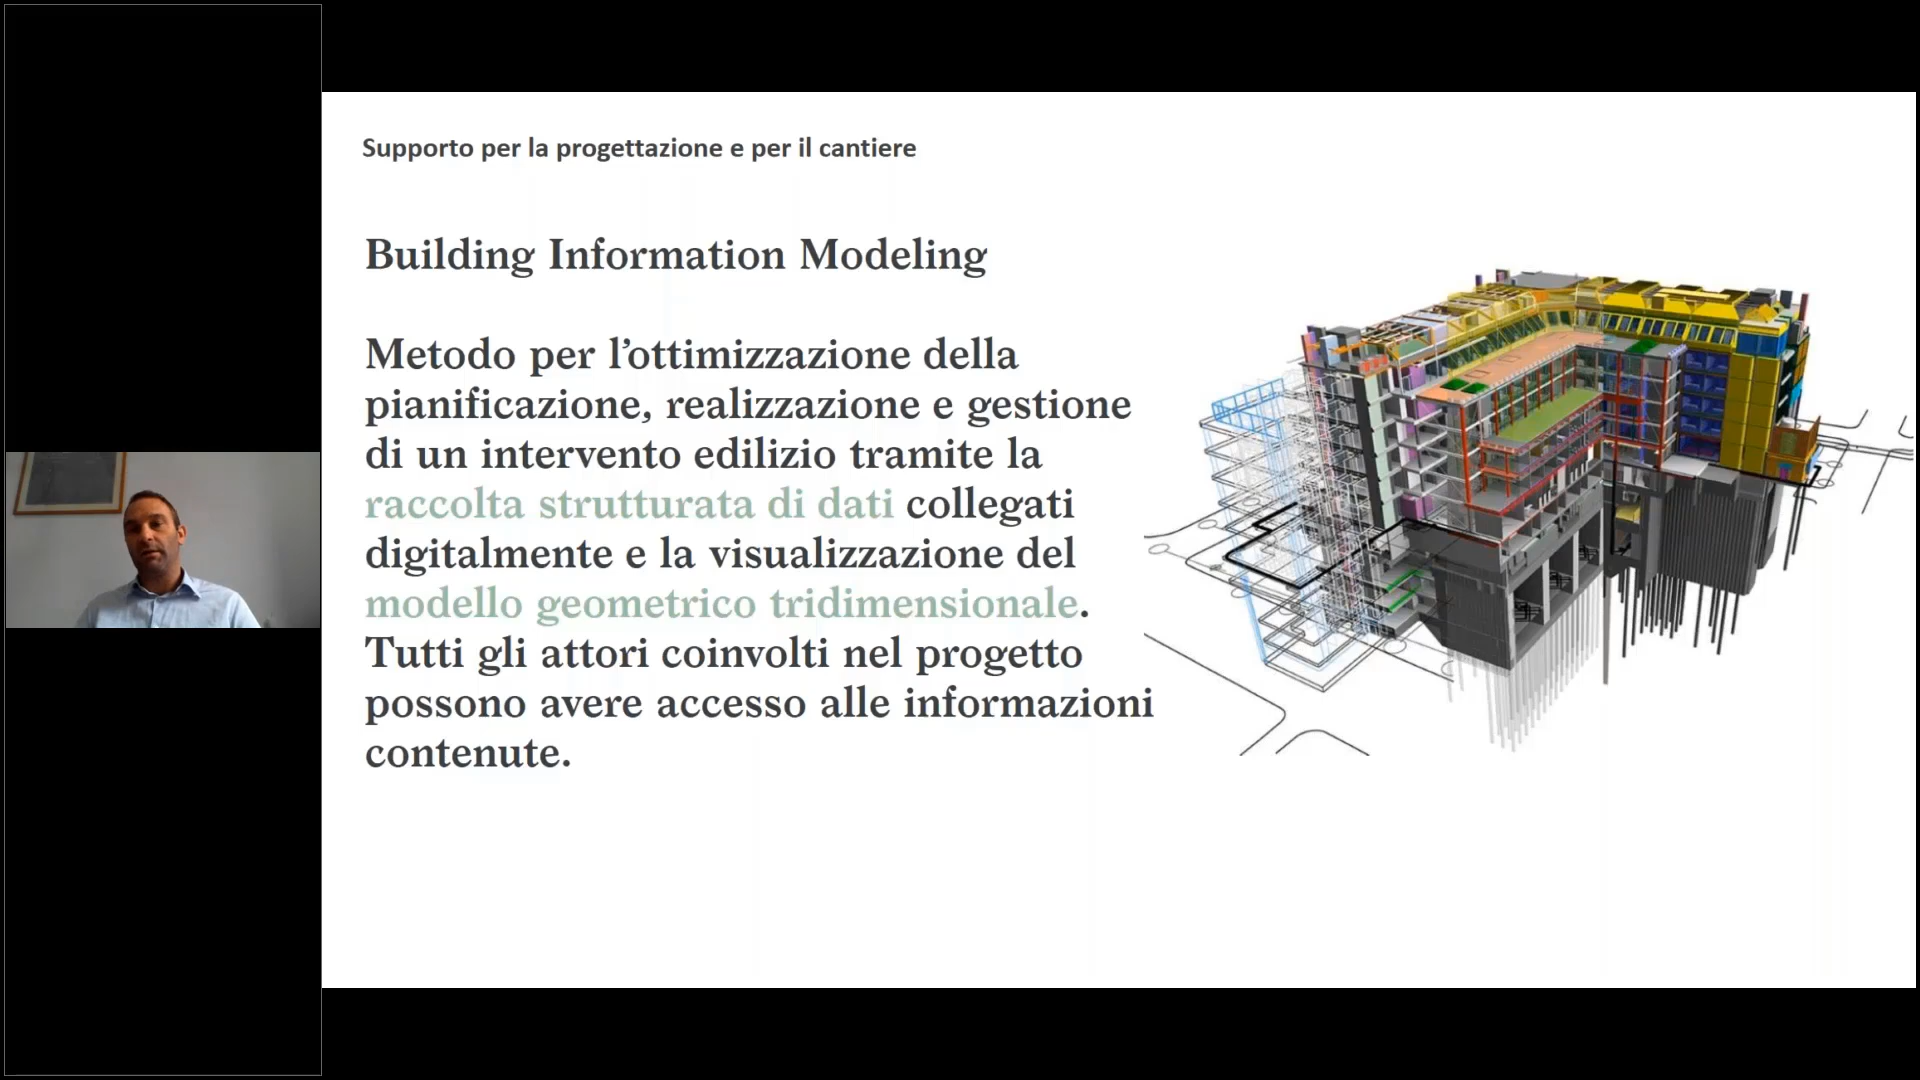 Supporto per la progettazione e per il cantiere
Building Information Modeling
Metodo per l’ottimizzazione della
pianificazione, realizzazione e gestione
di un intervento edilizio tramite la
raccolta strutturata di dati collegati
digitalmente e la visualizzazione del
modello geometrico tridimensionale.
Tutti gli attori coinvolti nel progetto
possono avere accesso alle informazioni
contenute.